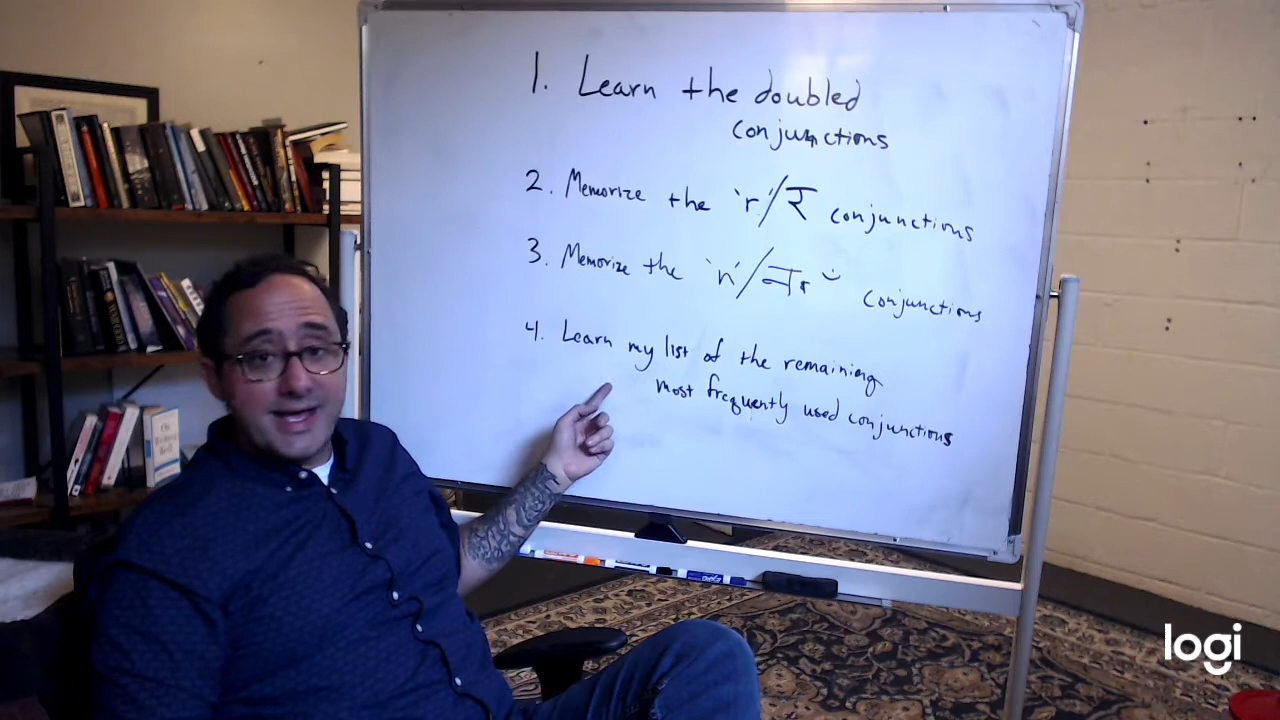 1. Learn the doubled
conjunctions
2. Memorize the 'r'/र conjunctions
3. Memorize the 'n'/न conjunctions
4. Learn my list of the remaining
most frequently used conjunctions
logi